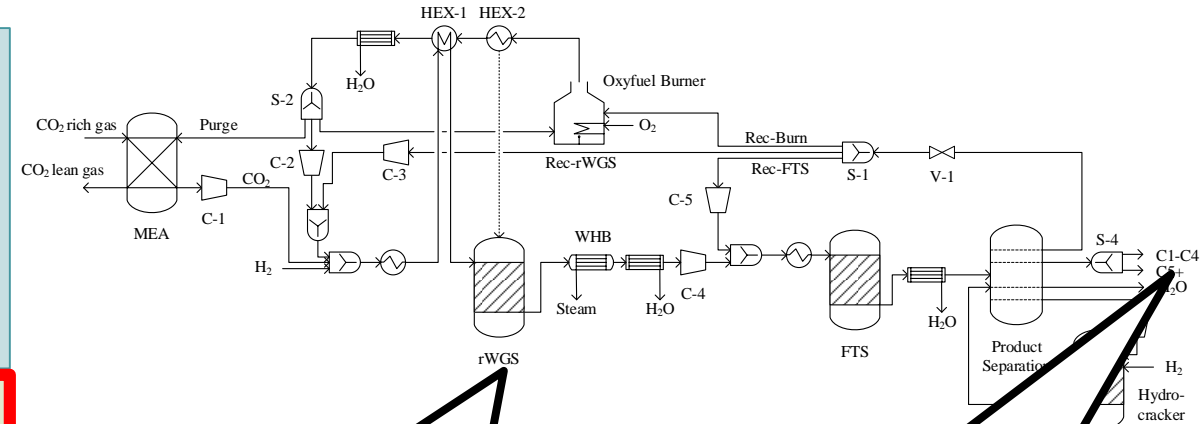 HEX-1 HEX-2
H₂O
Oxyfuel Burner
S-2
CO₂ rich gas
Purge
O₂
Rec-Burn
C-2
Rec-rWGS
CO₂ lean gas
CO₂
C-3
Rec-FTS
S-1
V-1
C-1
C-5
MEA
WHB
S-4
C1-C4
C5+
H₂O
H₂
C-4
Steam
H₂O
H₂O
rWGS
FTS
Product
Separation
H₂
Hydro-
cracker